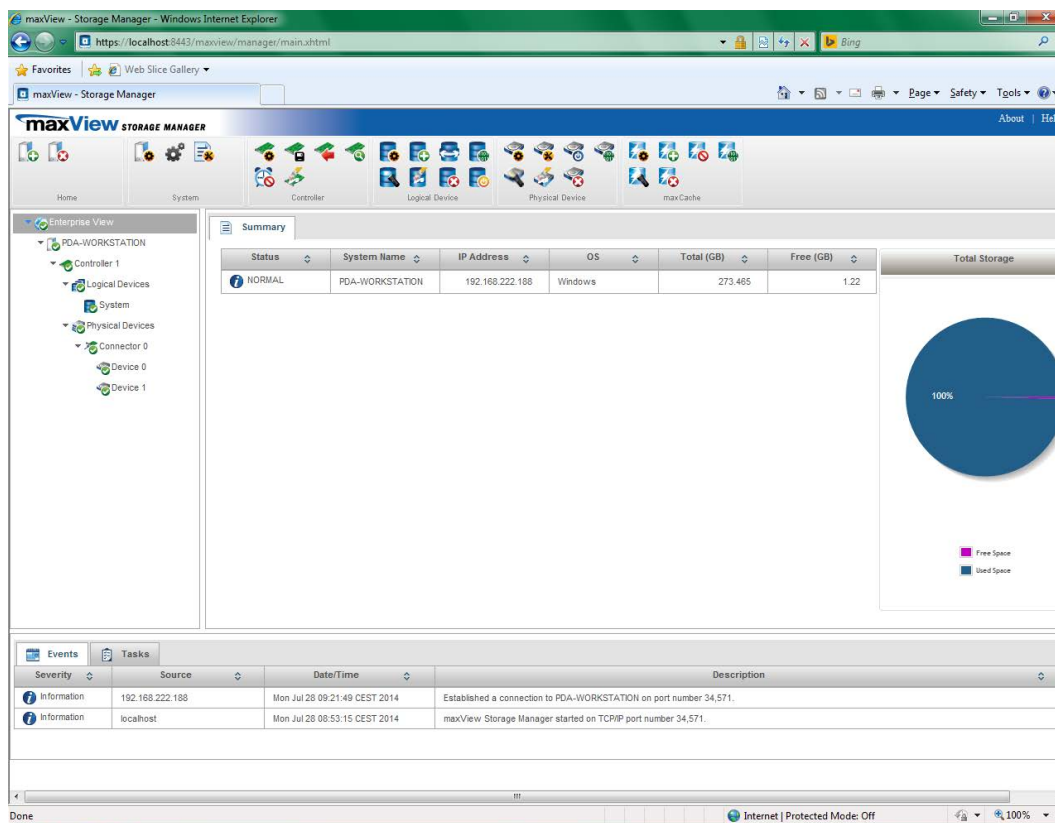 maxView - Storage Manager - Windows Internet Explorer
https://localhost:8443/maxview/manager/main.xhtml
Bing
Favorites
Web Slice Gallery
maxView - Storage Manager
Page
Safety
Tools
maxView STORAGE MANAGER
About | Hel
Home
System
Controller
Logical Device
Physical Device
maxCache
Enterprise View
PDA-WORKSTATION
Controller 1
Logical Devices
System
Physical Devices
Connector 0
Device 0
Device 1
Summary
Status System Name IP Address OS Total (GB) Free (GB)
NORMAL PDA-WORKSTATION 192.168.222.188 Windows 273.465 1.22
Total Storage
100%
Free Space
Used Space
Events Tasks
Severity Source Date/Time Description
Information 192.168.222.188 Mon Jul 28 09:21:49 CEST 2014 Established a connection to PDA-WORKSTATION on port number 34,571.
Information localhost Mon Jul 28 08:53:15 CEST 2014 maxView Storage Manager started on TCP/IP port number 34,571.
Done
Internet | Protected Mode: Off
100%